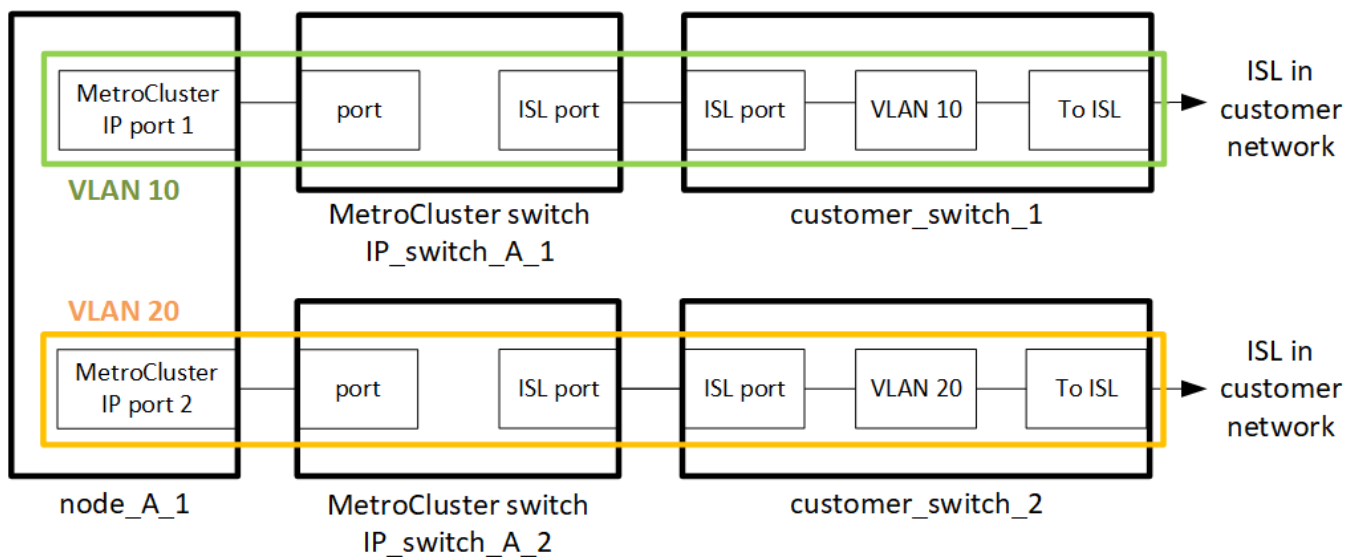 MetroCluster
IP port 1
port
ISL port
ISL port
VLAN 10
To ISL
ISL in
customer
network
VLAN 10
MetroCluster switch
IP_switch_A_1
customer_switch_1
VLAN 20
MetroCluster
IP port 2
port
ISL port
ISL port
VLAN 20
To ISL
ISL in
customer
network
node_A_1
MetroCluster switch
IP_switch_A_2
customer_switch_2